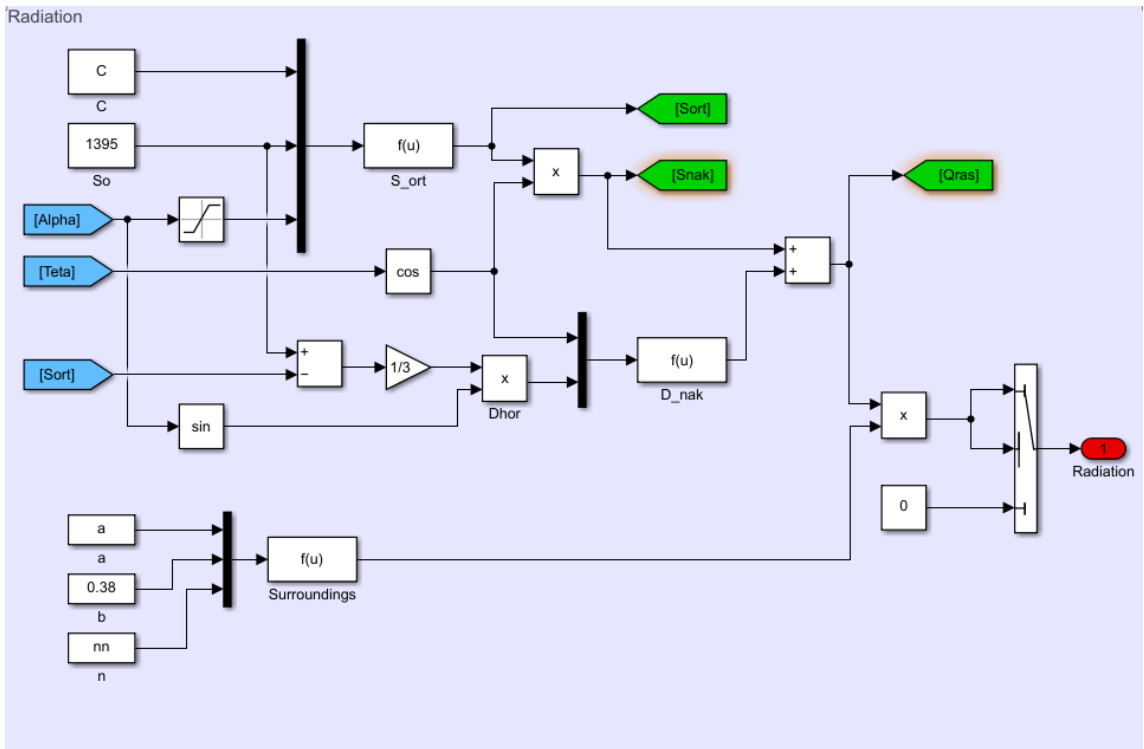 Radiation
C
C
1395
So
[Alpha]
[Teta]
[Sort]
f(u)
S_ort
x
[Sort]
[Snak]
[Qras]
cos
+
+
+
−
1/3
x
Dhor
f(u)
D_nak
sin
x
0
1
Radiation
a
a
0.38
b
nn
n
f(u)
Surroundings